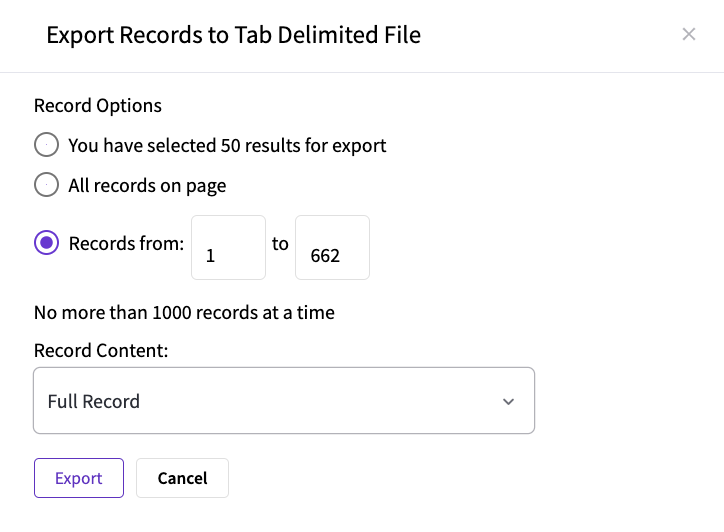 Export Records to Tab Delimited File
Record Options
You have selected 50 results for export
All records on page
Records from: 1 to 662
No more than 1000 records at a time
Record Content:
Full Record
Export Cancel